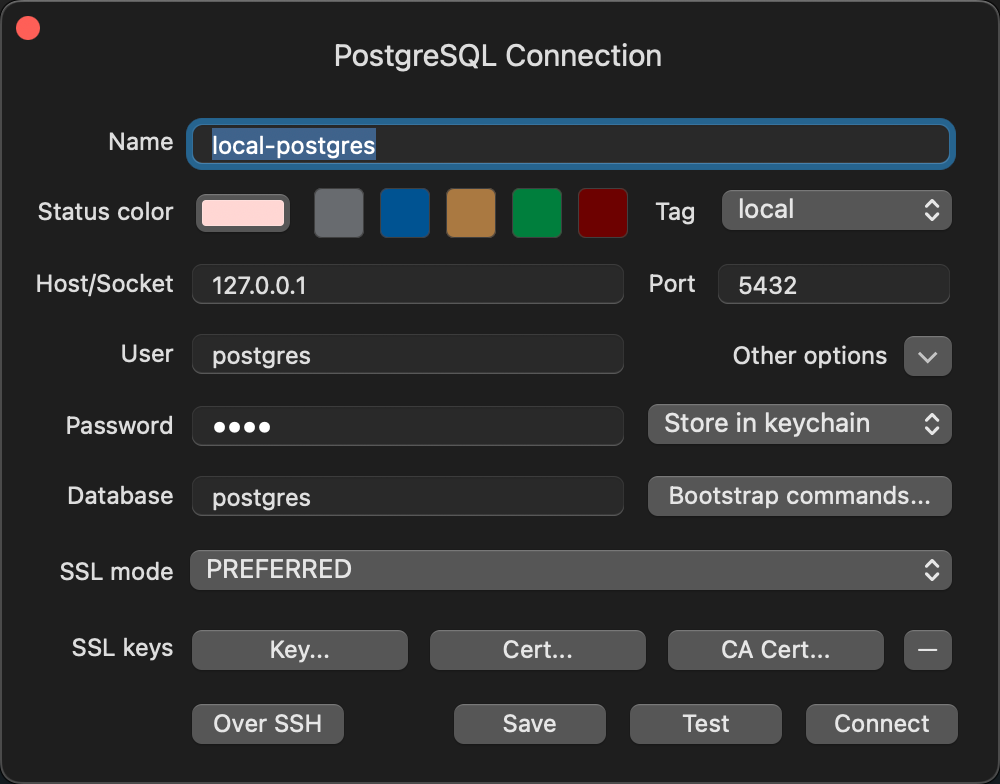 PostgreSQL Connection
Name local-postgres
Status color Tag local
Host/Socket 127.0.0.1 Port 5432
User postgres Other options
Password •••• Store in keychain
Database postgres Bootstrap commands...
SSL mode PREFERRED
SSL keys Key... Cert... CA Cert...
Over SSH Save Test Connect